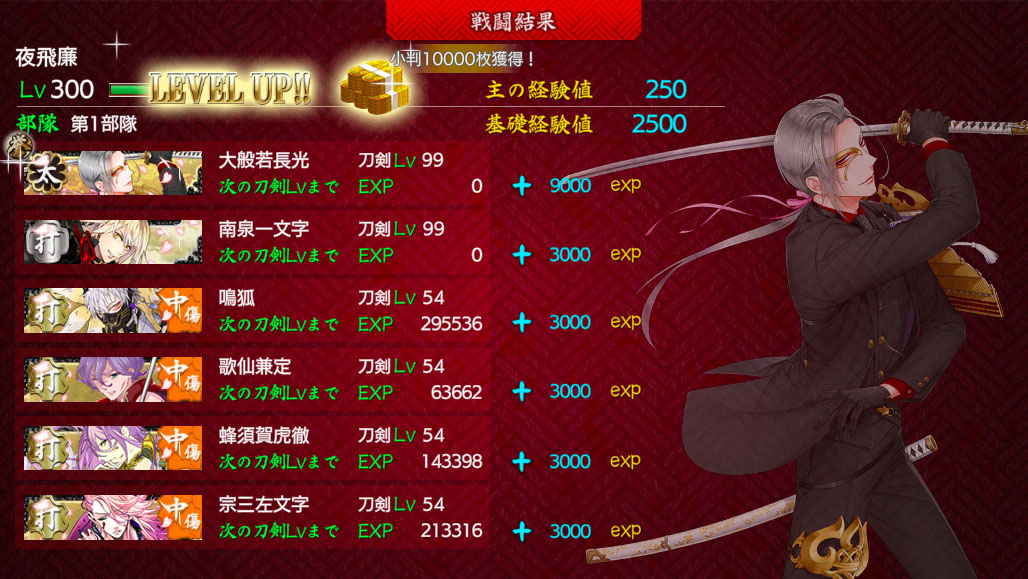 戦闘結果
夜飛廉
小判10000枚獲得！
Lv 300 LEVEL UP!!
主の経験値 250
部隊 第1部隊
基礎経験値 2500
誉
太 大般若長光 刀剣Lv 99
次の刀剣Lvまで EXP 0 + 9000 exp
打 南泉一文字 刀剣Lv 99
次の刀剣Lvまで EXP 0 + 3000 exp
打 中傷 鳴狐 刀剣Lv 54
次の刀剣Lvまで EXP 295536 + 3000 exp
打 中傷 歌仙兼定 刀剣Lv 54
次の刀剣Lvまで EXP 63662 + 3000 exp
打 中傷 蜂須賀虎徹 刀剣Lv 54
次の刀剣Lvまで EXP 143398 + 3000 exp
打 中傷 宗三左文字 刀剣Lv 54
次の刀剣Lvまで EXP 213316 + 3000 exp